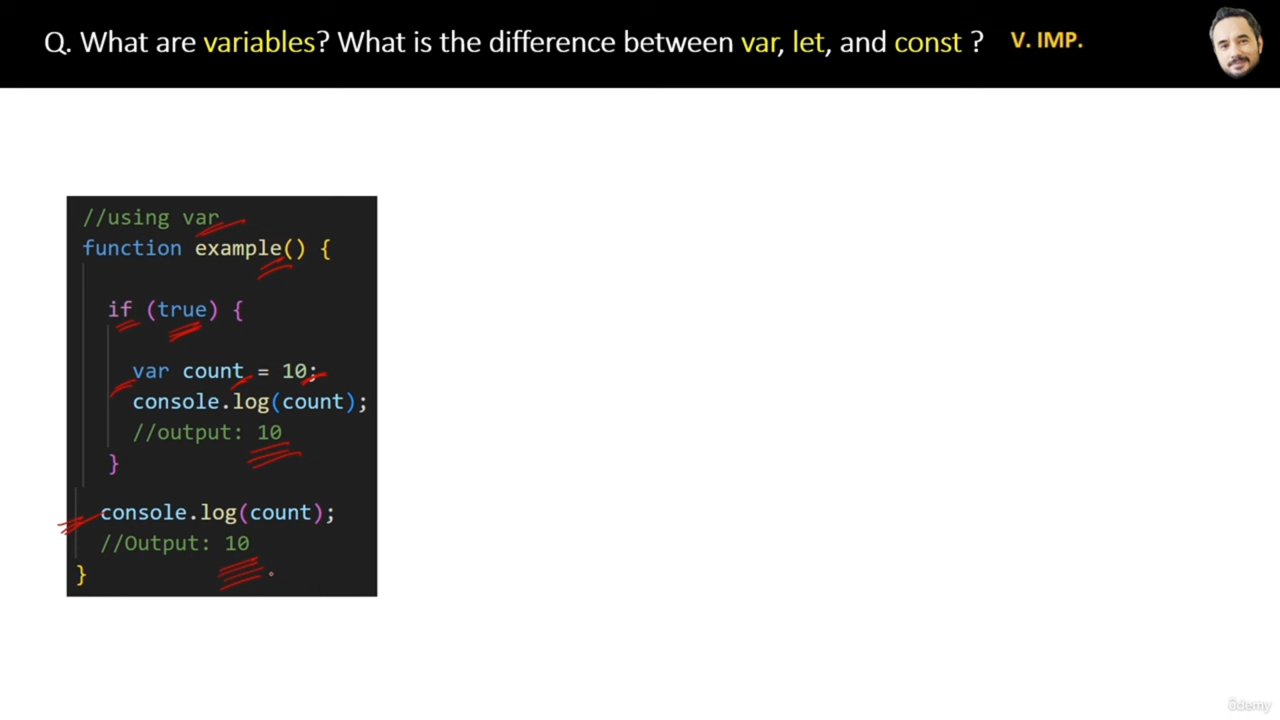 Q. What are variables? What is the difference between var, let, and const ? V. IMP.
//using var
function example() {
if (true) {
var count = 10;
console.log(count);
//output: 10
}
console.log(count);
//Output: 10
}
ûdemy